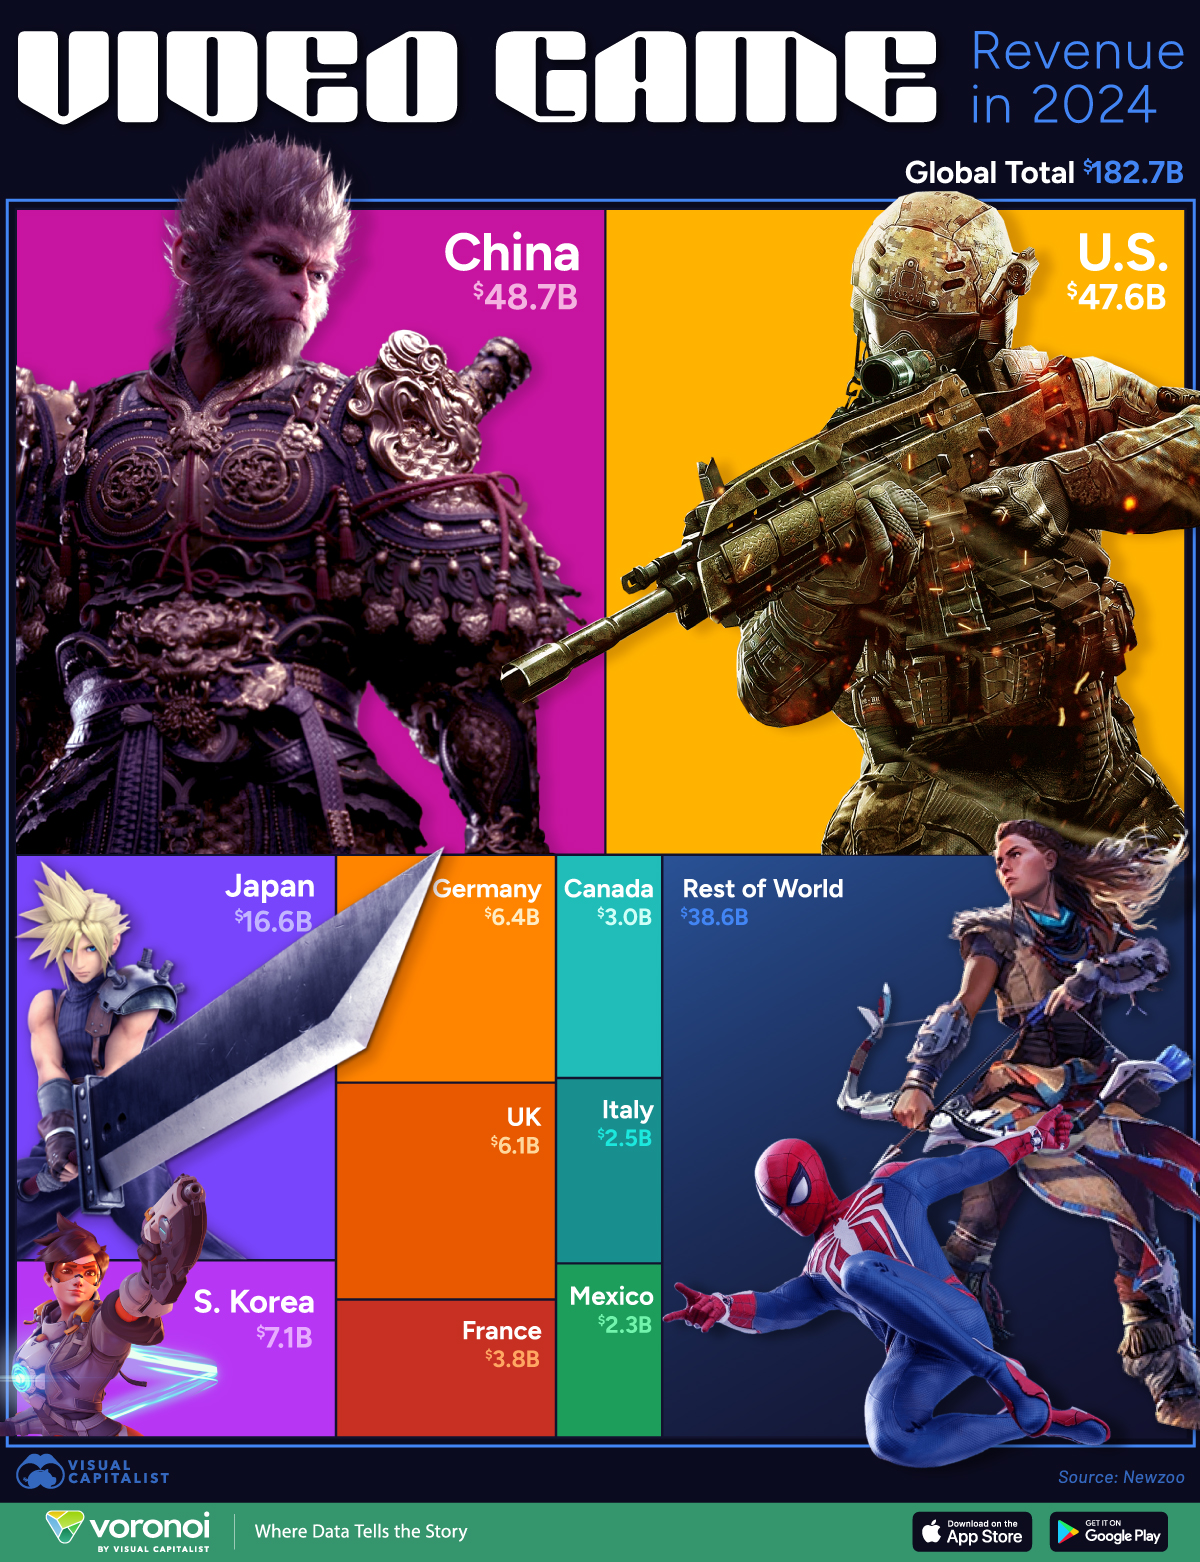 VIDEO GAME
Revenue
in 2024
Global Total $182.7B
China
$48.7B
U.S.
$47.6B
Japan
$16.6B
Germany
$6.4B
Canada
$3.0B
Rest of World
$38.6B
UK
$6.1B
Italy
$2.5B
S. Korea
$7.1B
France
$3.8B
Mexico
$2.3B
VISUAL
CAPITALIST
Source: Newzoo
voronoi
BY VISUAL CAPITALIST
Where Data Tells the Story
Download on the
App Store
GET IT ON
Google Play